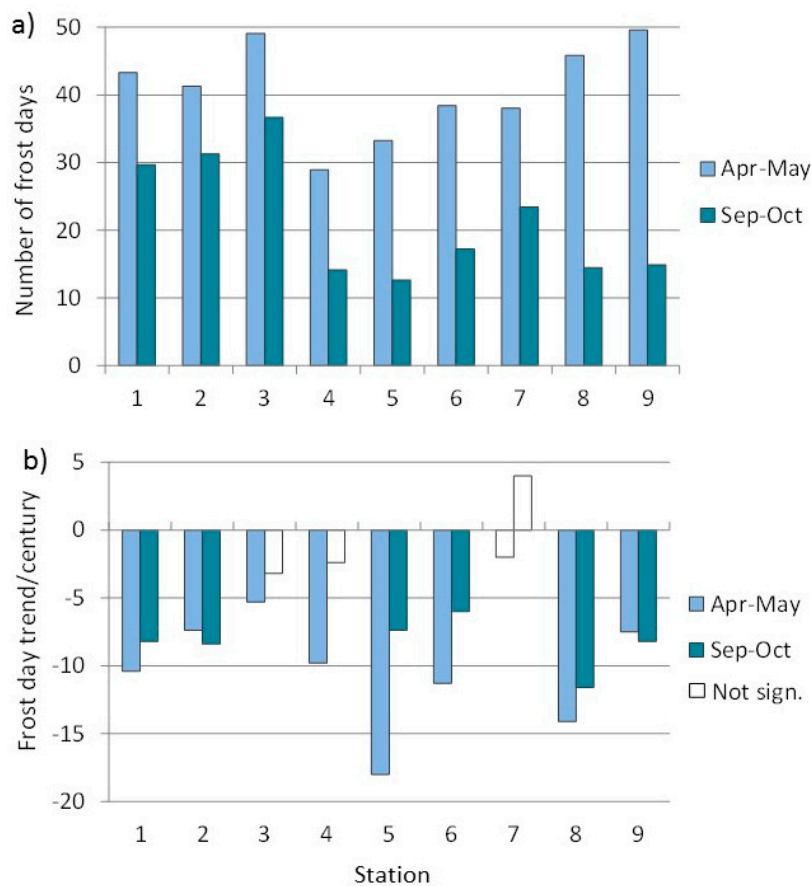 a)
Number of frost days
50
40
30
20
10
0
1 2 3 4 5 6 7 8 9
Apr-May
Sep-Oct
b)
Frost day trend/century
5
0
-5
-10
-15
-20
1 2 3 4 5 6 7 8 9
Station
Apr-May
Sep-Oct
Not sign.